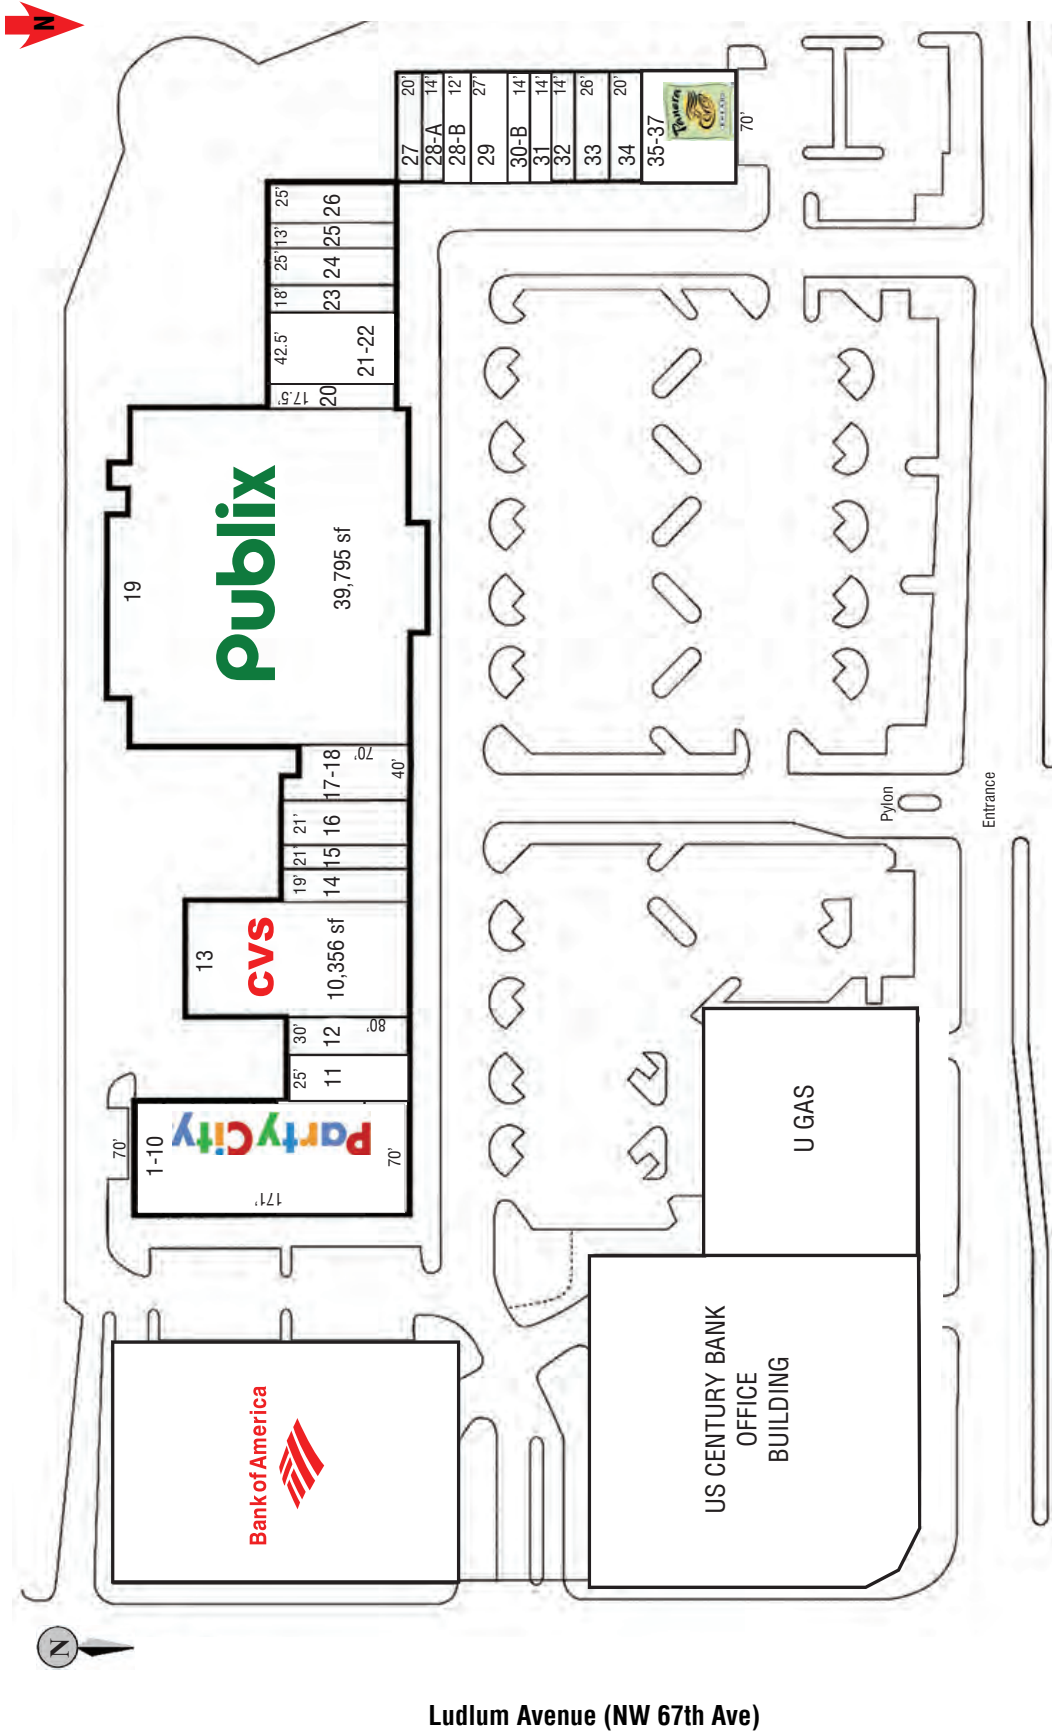 N
27 20'
28-A 14'
28-B 12'
29 27'
30-B 14'
31 14'
32 14'
33 26'
34 20'
35-37
Panera
BREAD
70'
25' 26
13' 25
25' 24
18' 23
42.5' 21-22
17.5' 20
19
Publix
39,795 sf
17-18 70'
40'
21' 16
21' 15
19' 14
13
CVS
10,356 sf
30' 12 80'
25' 11
70'
1-10
Party City
171'
70'
Pylon
Entrance
U GAS
US CENTURY BANK
OFFICE
BUILDING
Bank of America
N
Ludlum Avenue (NW 67th Ave)